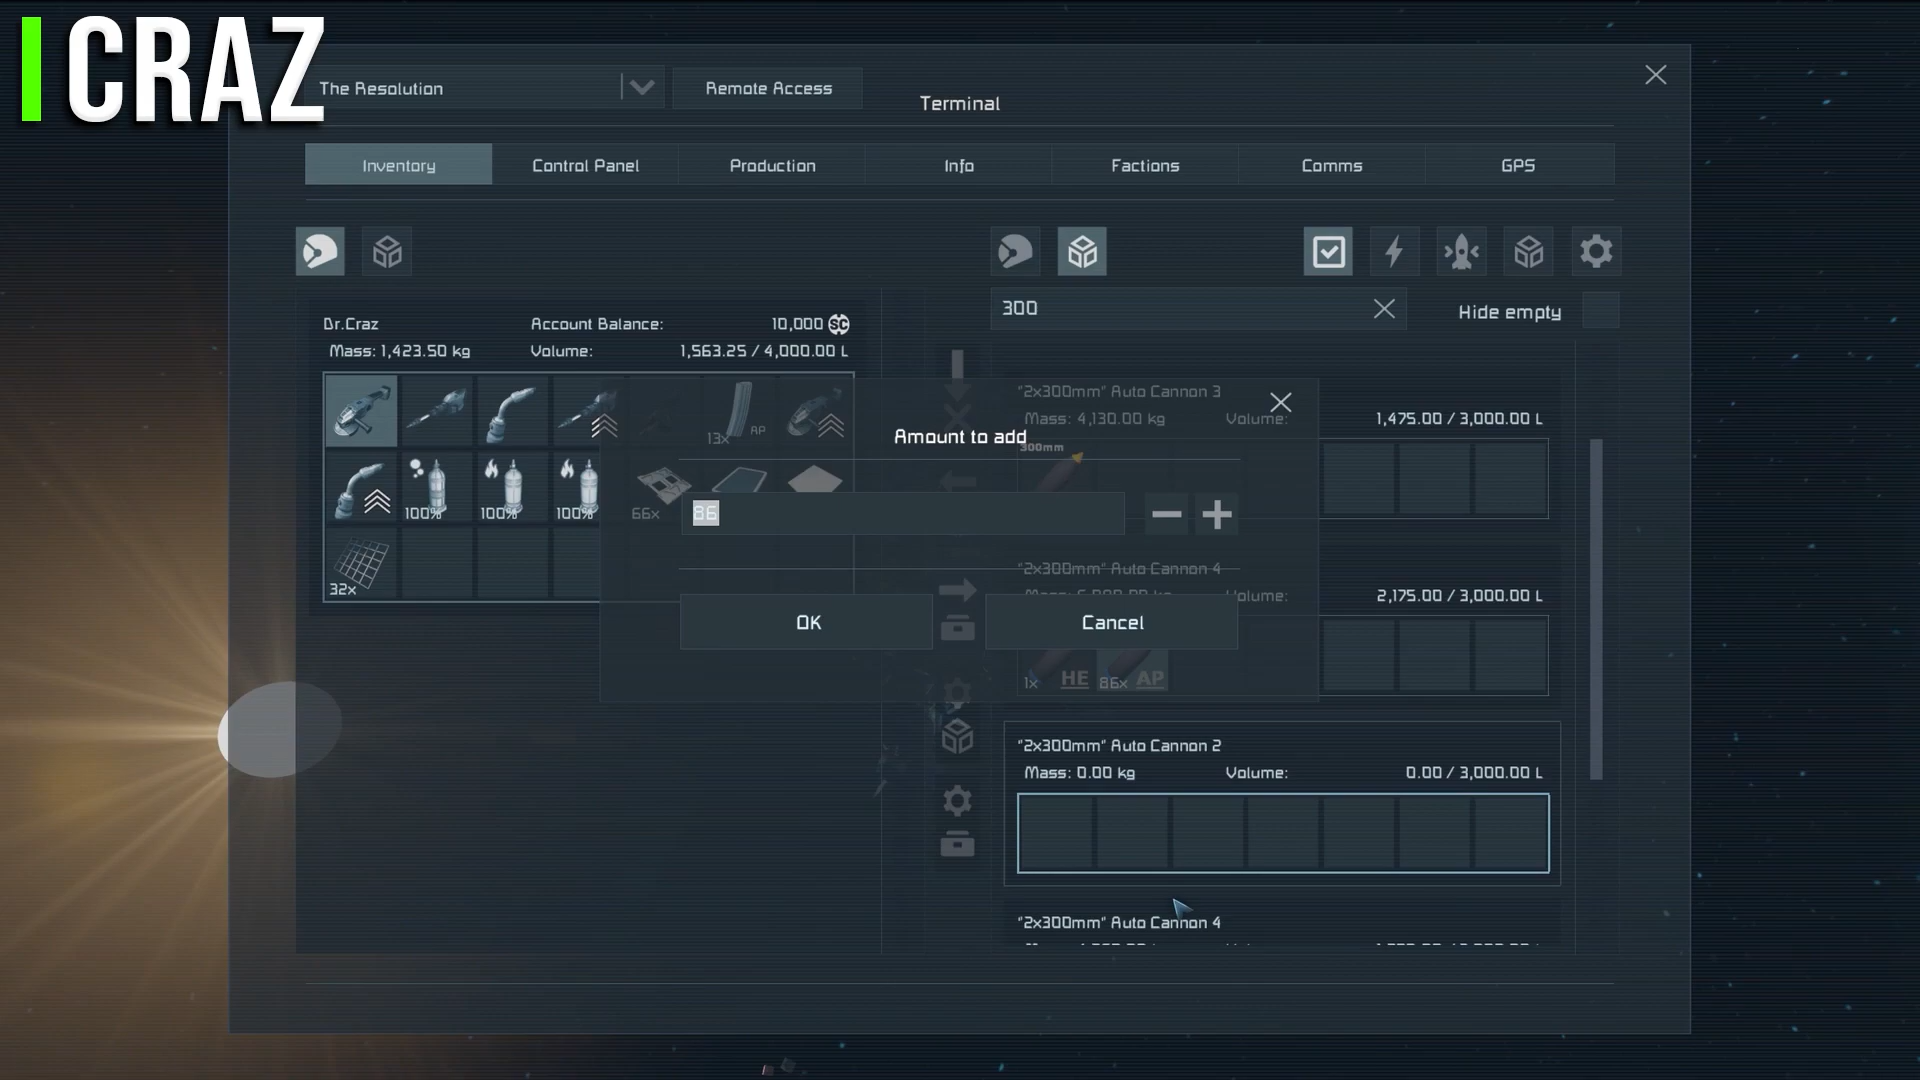 CRAZ
The Resolution
Remote Access
Terminal
Inventory
Control Panel
Production
Info
Factions
Comms
GPS
300
Hide empty
Dr.Craz
Account Balance:
10,000 SC
Mass: 1,423.50 kg
Volume:
1,563.25 / 4,000.00 L
13x
AP
100%
100%
100%
66x
32x
"2x300mm" Auto Cannon 3
Mass: 4,130.00 kg
Volume:
1,475.00 / 3,000.00 L
300mm
Amount to add
86
OK
Cancel
"2x300mm" Auto Cannon 4
Volume:
2,175.00 / 3,000.00 L
1x
HE
86x
AP
"2x300mm" Auto Cannon 2
Mass: 0.00 kg
Volume:
0.00 / 3,000.00 L
"2x300mm" Auto Cannon 4